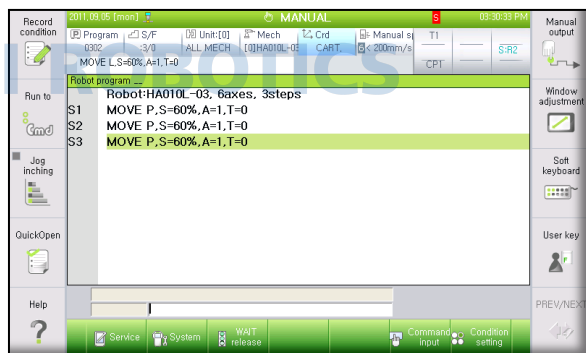 Record condition
2011,09,05 [mon]
MANUAL
S
03:30:33 PM
Manual output
Program
S/F
Unit:[0]
Mech
Crd
Manual s
T1
0302
:3/0
ALL MECH
[0]HA010L-03
CART.
< 200mm/s
S:R2
MOVE L,S=60%,A=1,T=0
CPT
ROBOTICS
Robot program __
Run to
Robot:HA010L-03, 6axes, 3steps
Window adjustment
S1 MOVE P,S=60%,A=1,T=0
Cmd
S2 MOVE P,S=60%,A=1,T=0
S3 MOVE P,S=60%,A=1,T=0
Jog inching
Soft keyboard
QuickOpen
User key
Help
PREV/NEXT
?
Service
System
WAIT release
Command input
Condition setting